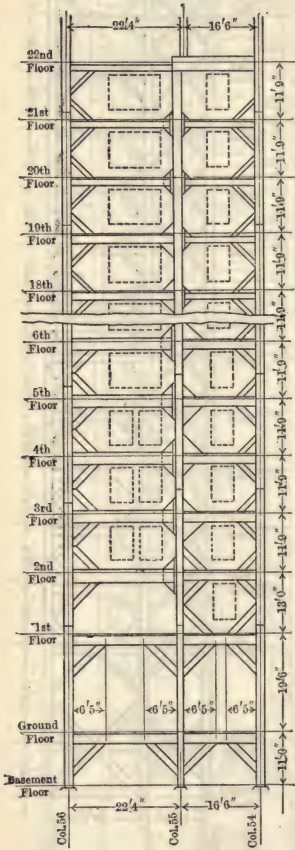 22'4" 16'6"
22nd
Floor
11'9"
21st
Floor
11'9"
20th
Floor
11'9"
19th
Floor
11'9"
18th
Floor
11'9"
6th
Floor
11'9"
5th
Floor
11'9"
4th
Floor
11'9"
3rd
Floor
11'9"
2nd
Floor
13'0"
1st
Floor
19'6"
6'5" 6'5" 6'5" 6'5"
Ground
Floor
11'0"
Basement
Floor
22'4" 16'6"
Col.56 Col.55 Col.54